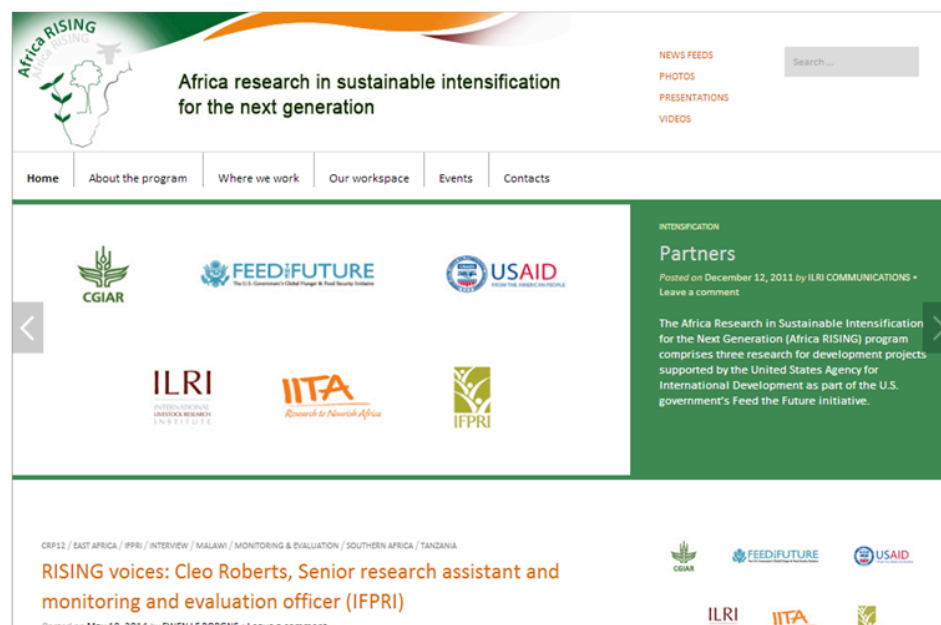 Africa RISING
Africa RISING
Africa research in sustainable intensification
for the next generation
NEWS FEEDS
PHOTOS
PRESENTATIONS
VIDEOS
Search ...
Home
About the program
Where we work
Our workspace
Events
Contacts
CGIAR
FEED THE FUTURE
The U.S. Government's Global Hunger & Food Security Initiative
USAID
FROM THE AMERICAN PEOPLE
ILRI
INTERNATIONAL
LIVESTOCK RESEARCH
INSTITUTE
IITA
Research to Nourish Africa
IFPRI
INTENSIFICATION
Partners
Posted on December 12, 2011 by ILRI COMMUNICATIONS •
Leave a comment
The Africa Research in Sustainable Intensification
for the Next Generation (Africa RISING) program
comprises three research for development projects
supported by the United States Agency for
International Development as part of the U.S.
government's Feed the Future initiative.
CRP12 / EAST AFRICA / IFPRI / INTERVIEW / MALAWI / MONITORING & EVALUATION / SOUTHERN AFRICA / TANZANIA
RISING voices: Cleo Roberts, Senior research assistant and
monitoring and evaluation officer (IFPRI)
CGIAR
FEED THE FUTURE
USAID
ILRI
IITA